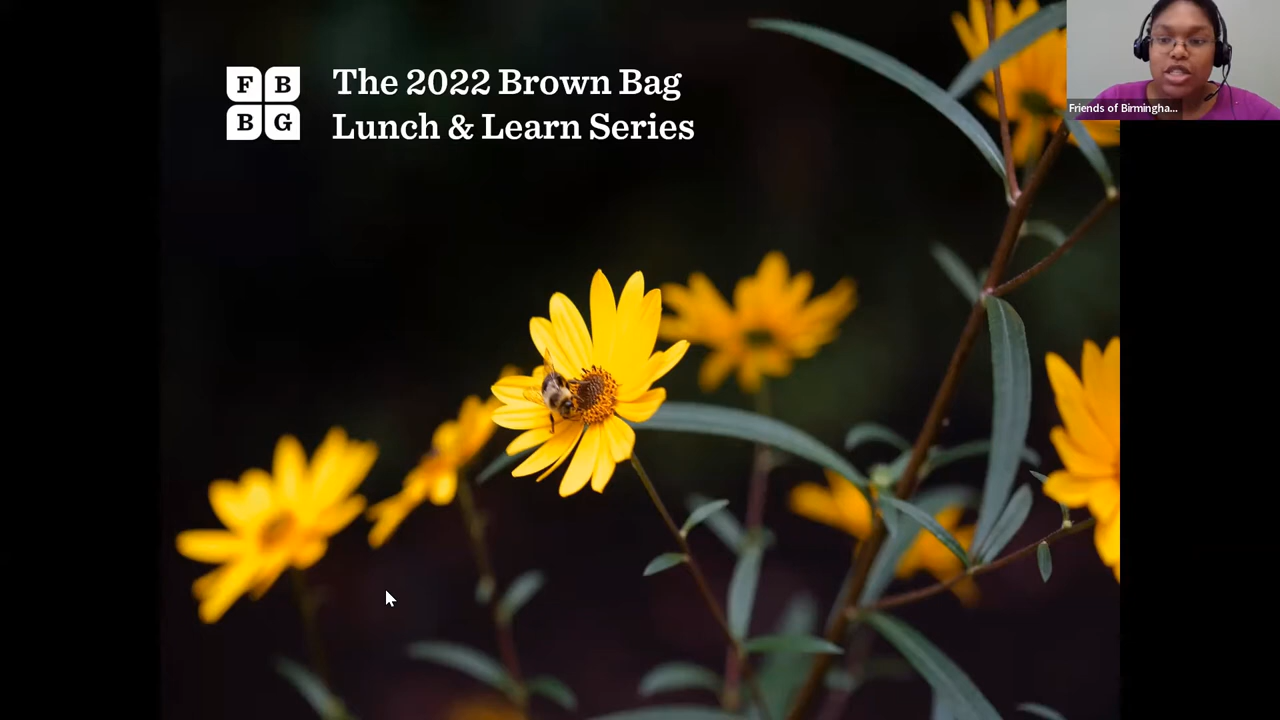 F B
B G
The 2022 Brown Bag
Lunch & Learn Series
Friends of Birmingha...